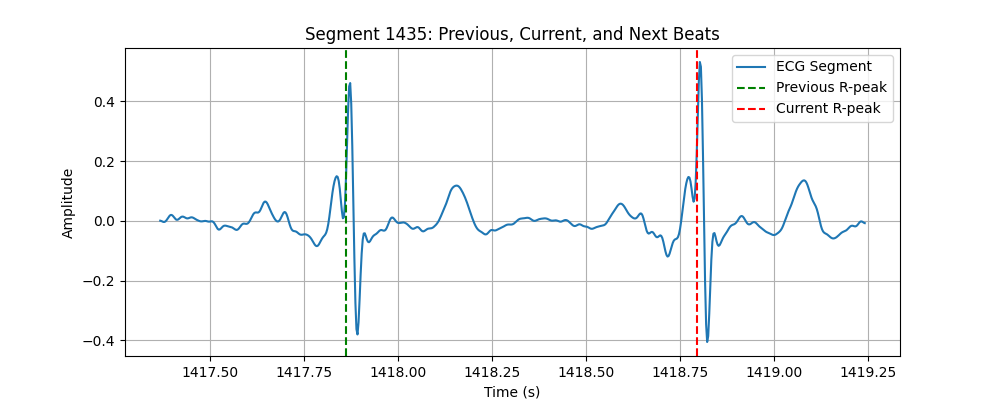 Segment 1435: Previous, Current, and Next Beats
ECG Segment
Previous R-peak
Current R-peak
Amplitude
0.4
0.2
0.0
−0.2
−0.4
1417.50 1417.75 1418.00 1418.25 1418.50 1418.75 1419.00 1419.25
Time (s)